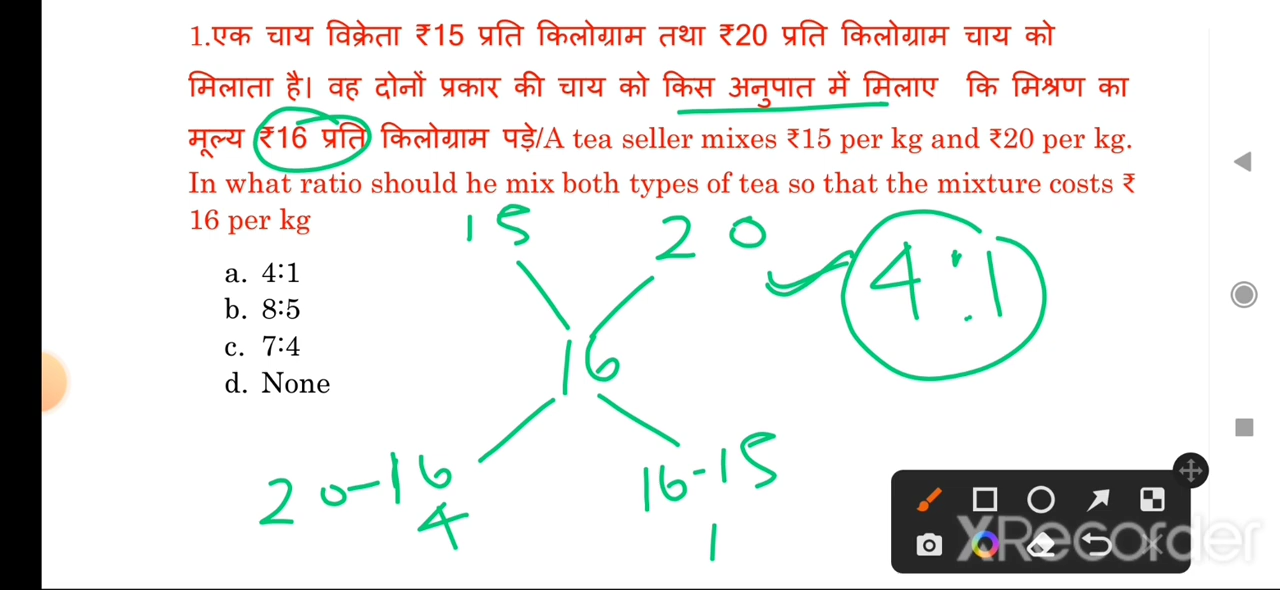 1.एक चाय विक्रेता ₹15 प्रति किलोग्राम तथा ₹20 प्रति किलोग्राम चाय को
मिलाता है। वह दोनों प्रकार की चाय को किस अनुपात में मिलाए कि मिश्रण का
मूल्य ₹16 प्रति किलोग्राम पड़े/A tea seller mixes ₹15 per kg and ₹20 per kg.
In what ratio should he mix both types of tea so that the mixture costs ₹
16 per kg
15 20
4:1
a. 4:1
b. 8:5
c. 7:4
d. None
16
20-16 16-15
4 1
XRecorder